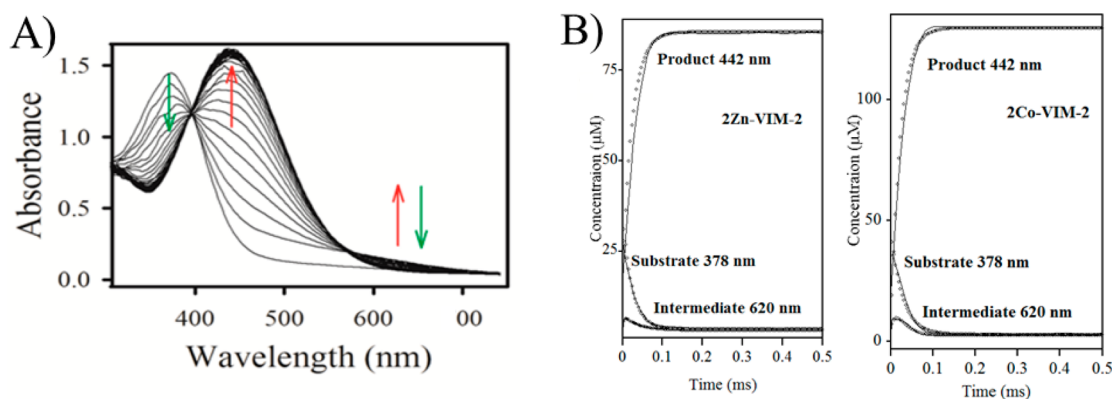 A)
1.5
1.0
0.5
0.0
Absorbance
400
500
600
00
Wavelength (nm)
B)
75
50
25
Concentraion (µM)
Product 442 nm
2Zn-VIM-2
Substrate 378 nm
Intermediate 620 nm
0
0.1
0.2
0.3
0.4
0.5
Time (ms)
100
50
0
Concentraion (µM)
Product 442 nm
2Co-VIM-2
Substrate 378 nm
Intermediate 620 nm
0
0.1
0.2
0.3
0.4
0.5
Time (ms)